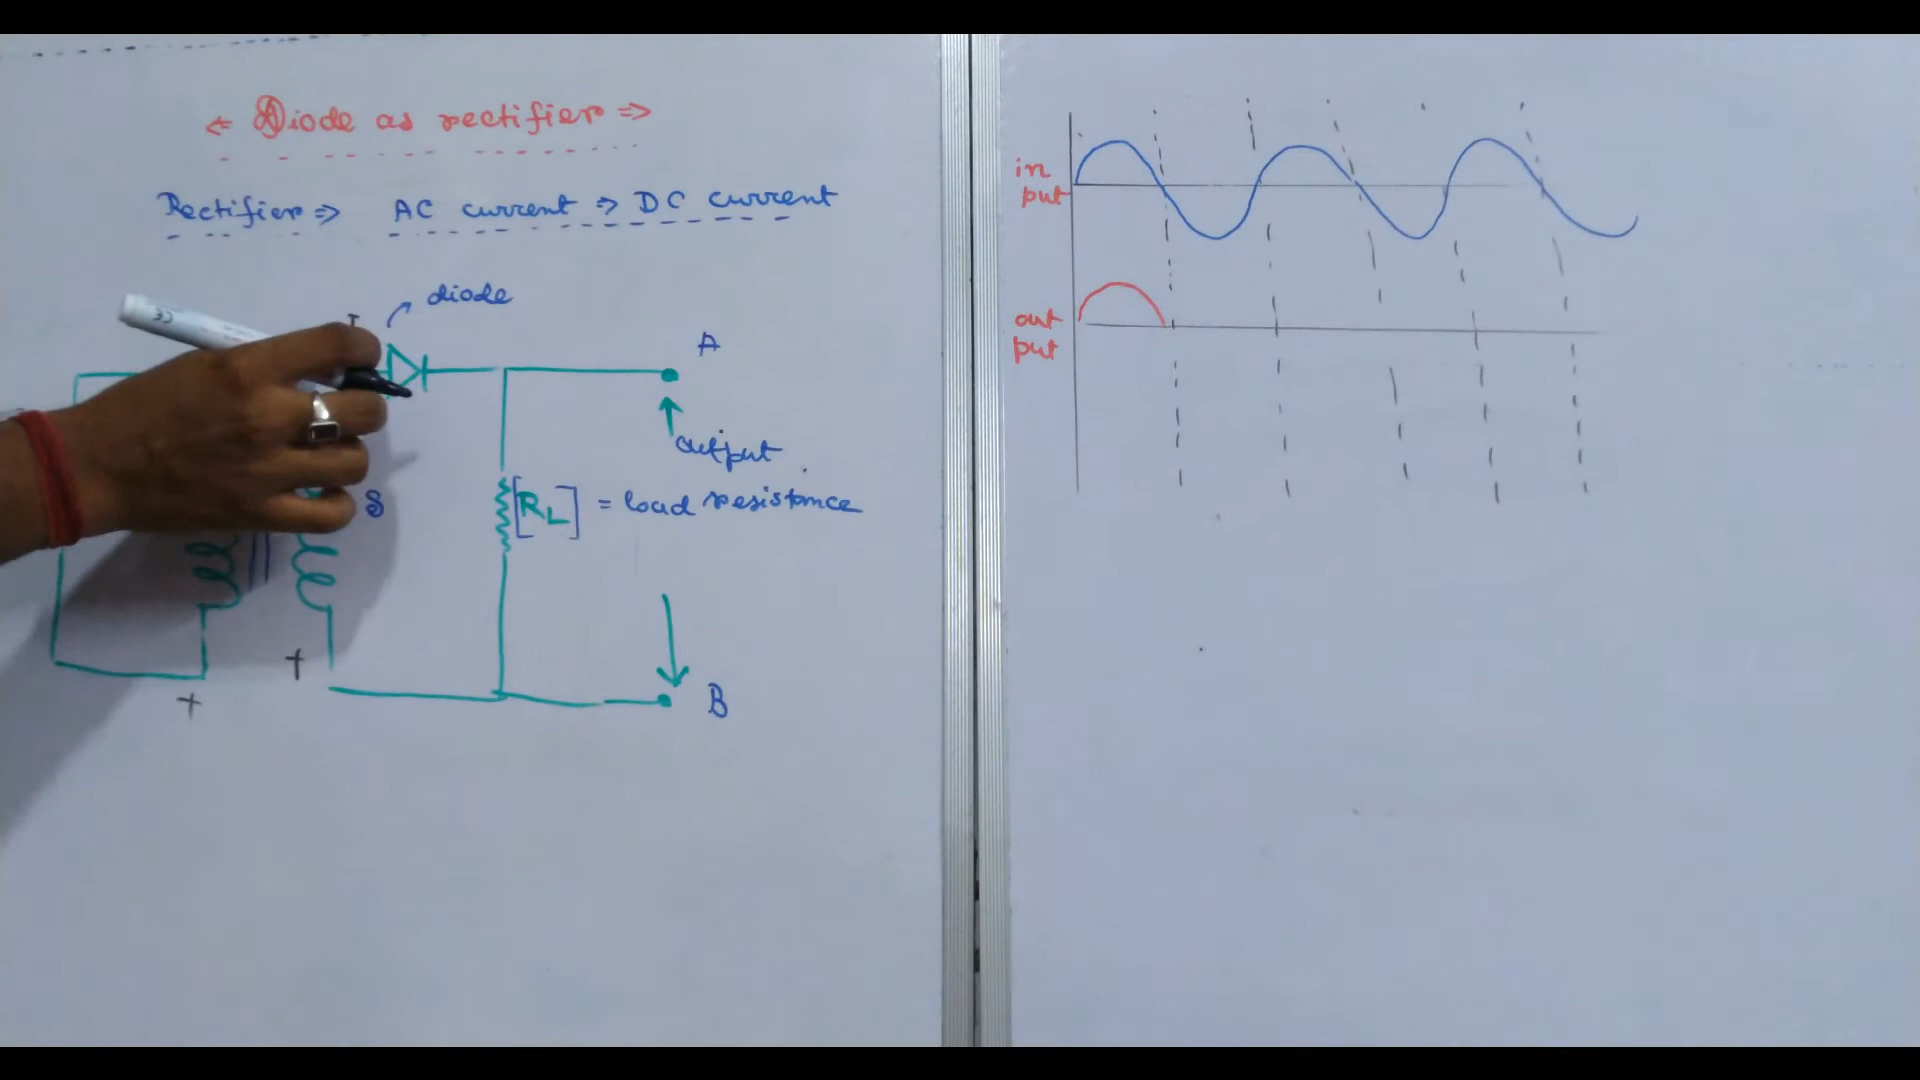 <= Diode as rectifier =>
Rectifier => AC current => DC current
diode
A
output
S
[RL] = load resistance
+
+
B
in
put
out
put